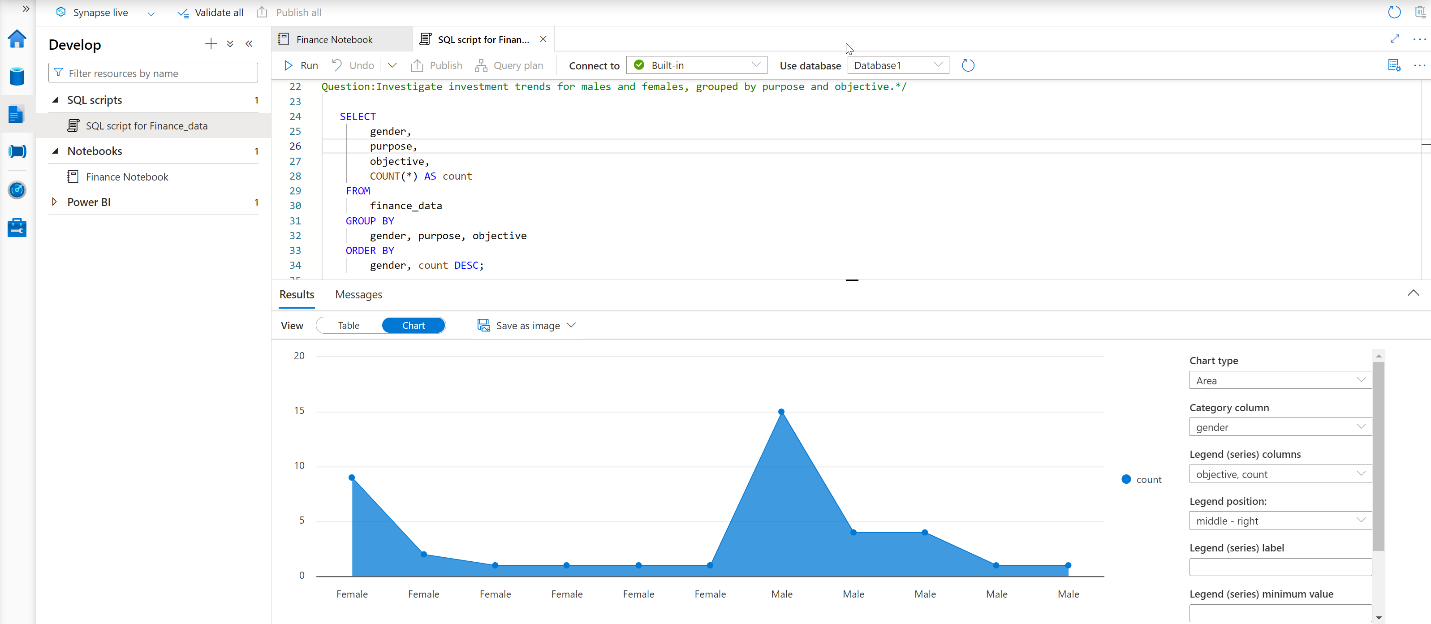 Synapse live
Validate all
Publish all
Develop
Filter resources by name
SQL scripts 1
SQL script for Finance_data
Notebooks 1
Finance Notebook
Power BI 1
Finance Notebook
SQL script for Finan...
Run
Undo
Publish
Query plan
Connect to
Built-in
Use database
Database1
22 Question:Investigate investment trends for males and females, grouped by purpose and objective.*/
23
24 SELECT
25 gender,
26 purpose,
27 objective,
28 COUNT(*) AS count
29 FROM
30 finance_data
31 GROUP BY
32 gender, purpose, objective
33 ORDER BY
34 gender, count DESC;
Results
Messages
View
Table
Chart
Save as image
20
15
10
5
0
Female Female Female Female Female Female Male Male Male Male Male
count
Chart type
Area
Category column
gender
Legend (series) columns
objective, count
Legend position:
middle - right
Legend (series) label
Legend (series) minimum value